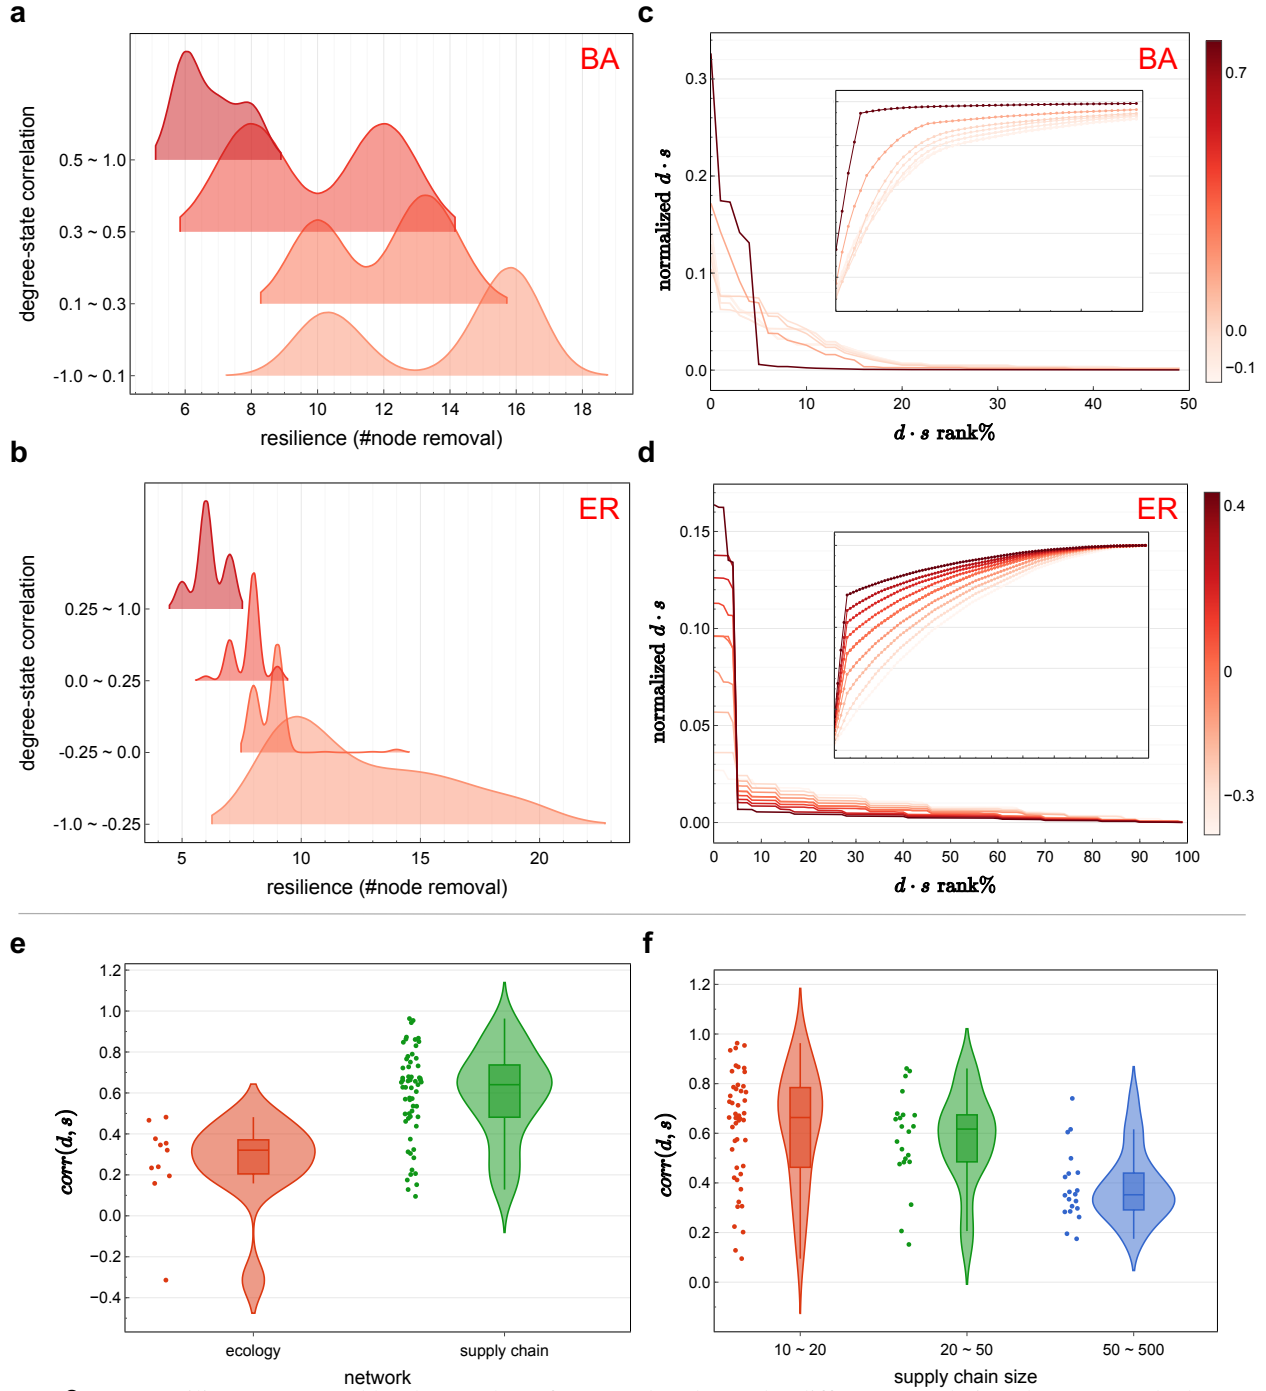 a
BA
degree-state correlation
0.5 ~ 1.0
0.3 ~ 0.5
0.1 ~ 0.3
-1.0 ~ 0.1
6 8 10 12 14 16 18
resilience (#node removal)
c
BA
normalized d · s
0.3
0.2
0.1
0.0
0 10 20 30 40 50
d · s rank%
0.7
0.0
−0.1
b
ER
degree-state correlation
0.25 ~ 1.0
0.0 ~ 0.25
-0.25 ~ 0.0
-1.0 ~ -0.25
5 10 15 20
resilience (#node removal)
d
ER
normalized d · s
0.15
0.10
0.05
0.00
0 10 20 30 40 50 60 70 80 90 100
d · s rank%
0.4
0
−0.3
e
corr(d, s)
1.2
1.0
0.8
0.6
0.4
0.2
0.0
−0.2
−0.4
ecology supply chain
network
f
corr(d, s)
1.2
1.0
0.8
0.6
0.4
0.2
0.0
10 ~ 20 20 ~ 50 50 ~ 500
supply chain size